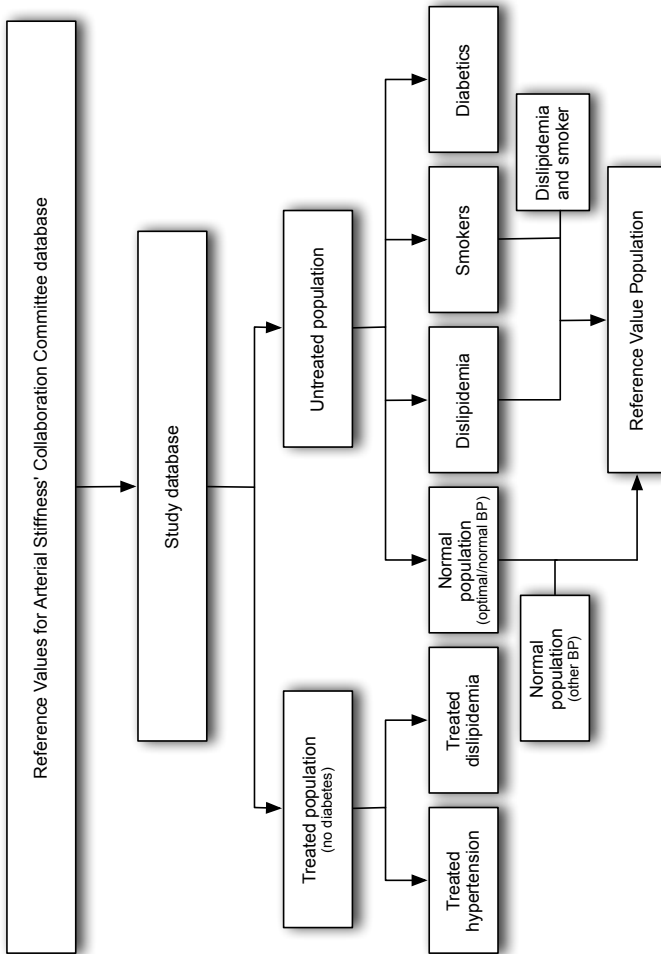 Reference Values for Arterial Stiffness' Collaboration Committee database
Study database
Treated population
(no diabetes)
Untreated population
Treated
hypertension
Treated
dislipidemia
Normal
population
(optimal/normal BP)
Dislipidemia
Smokers
Diabetics
Normal
population
(other BP)
Dislipidemia
and smoker
Reference Value Population